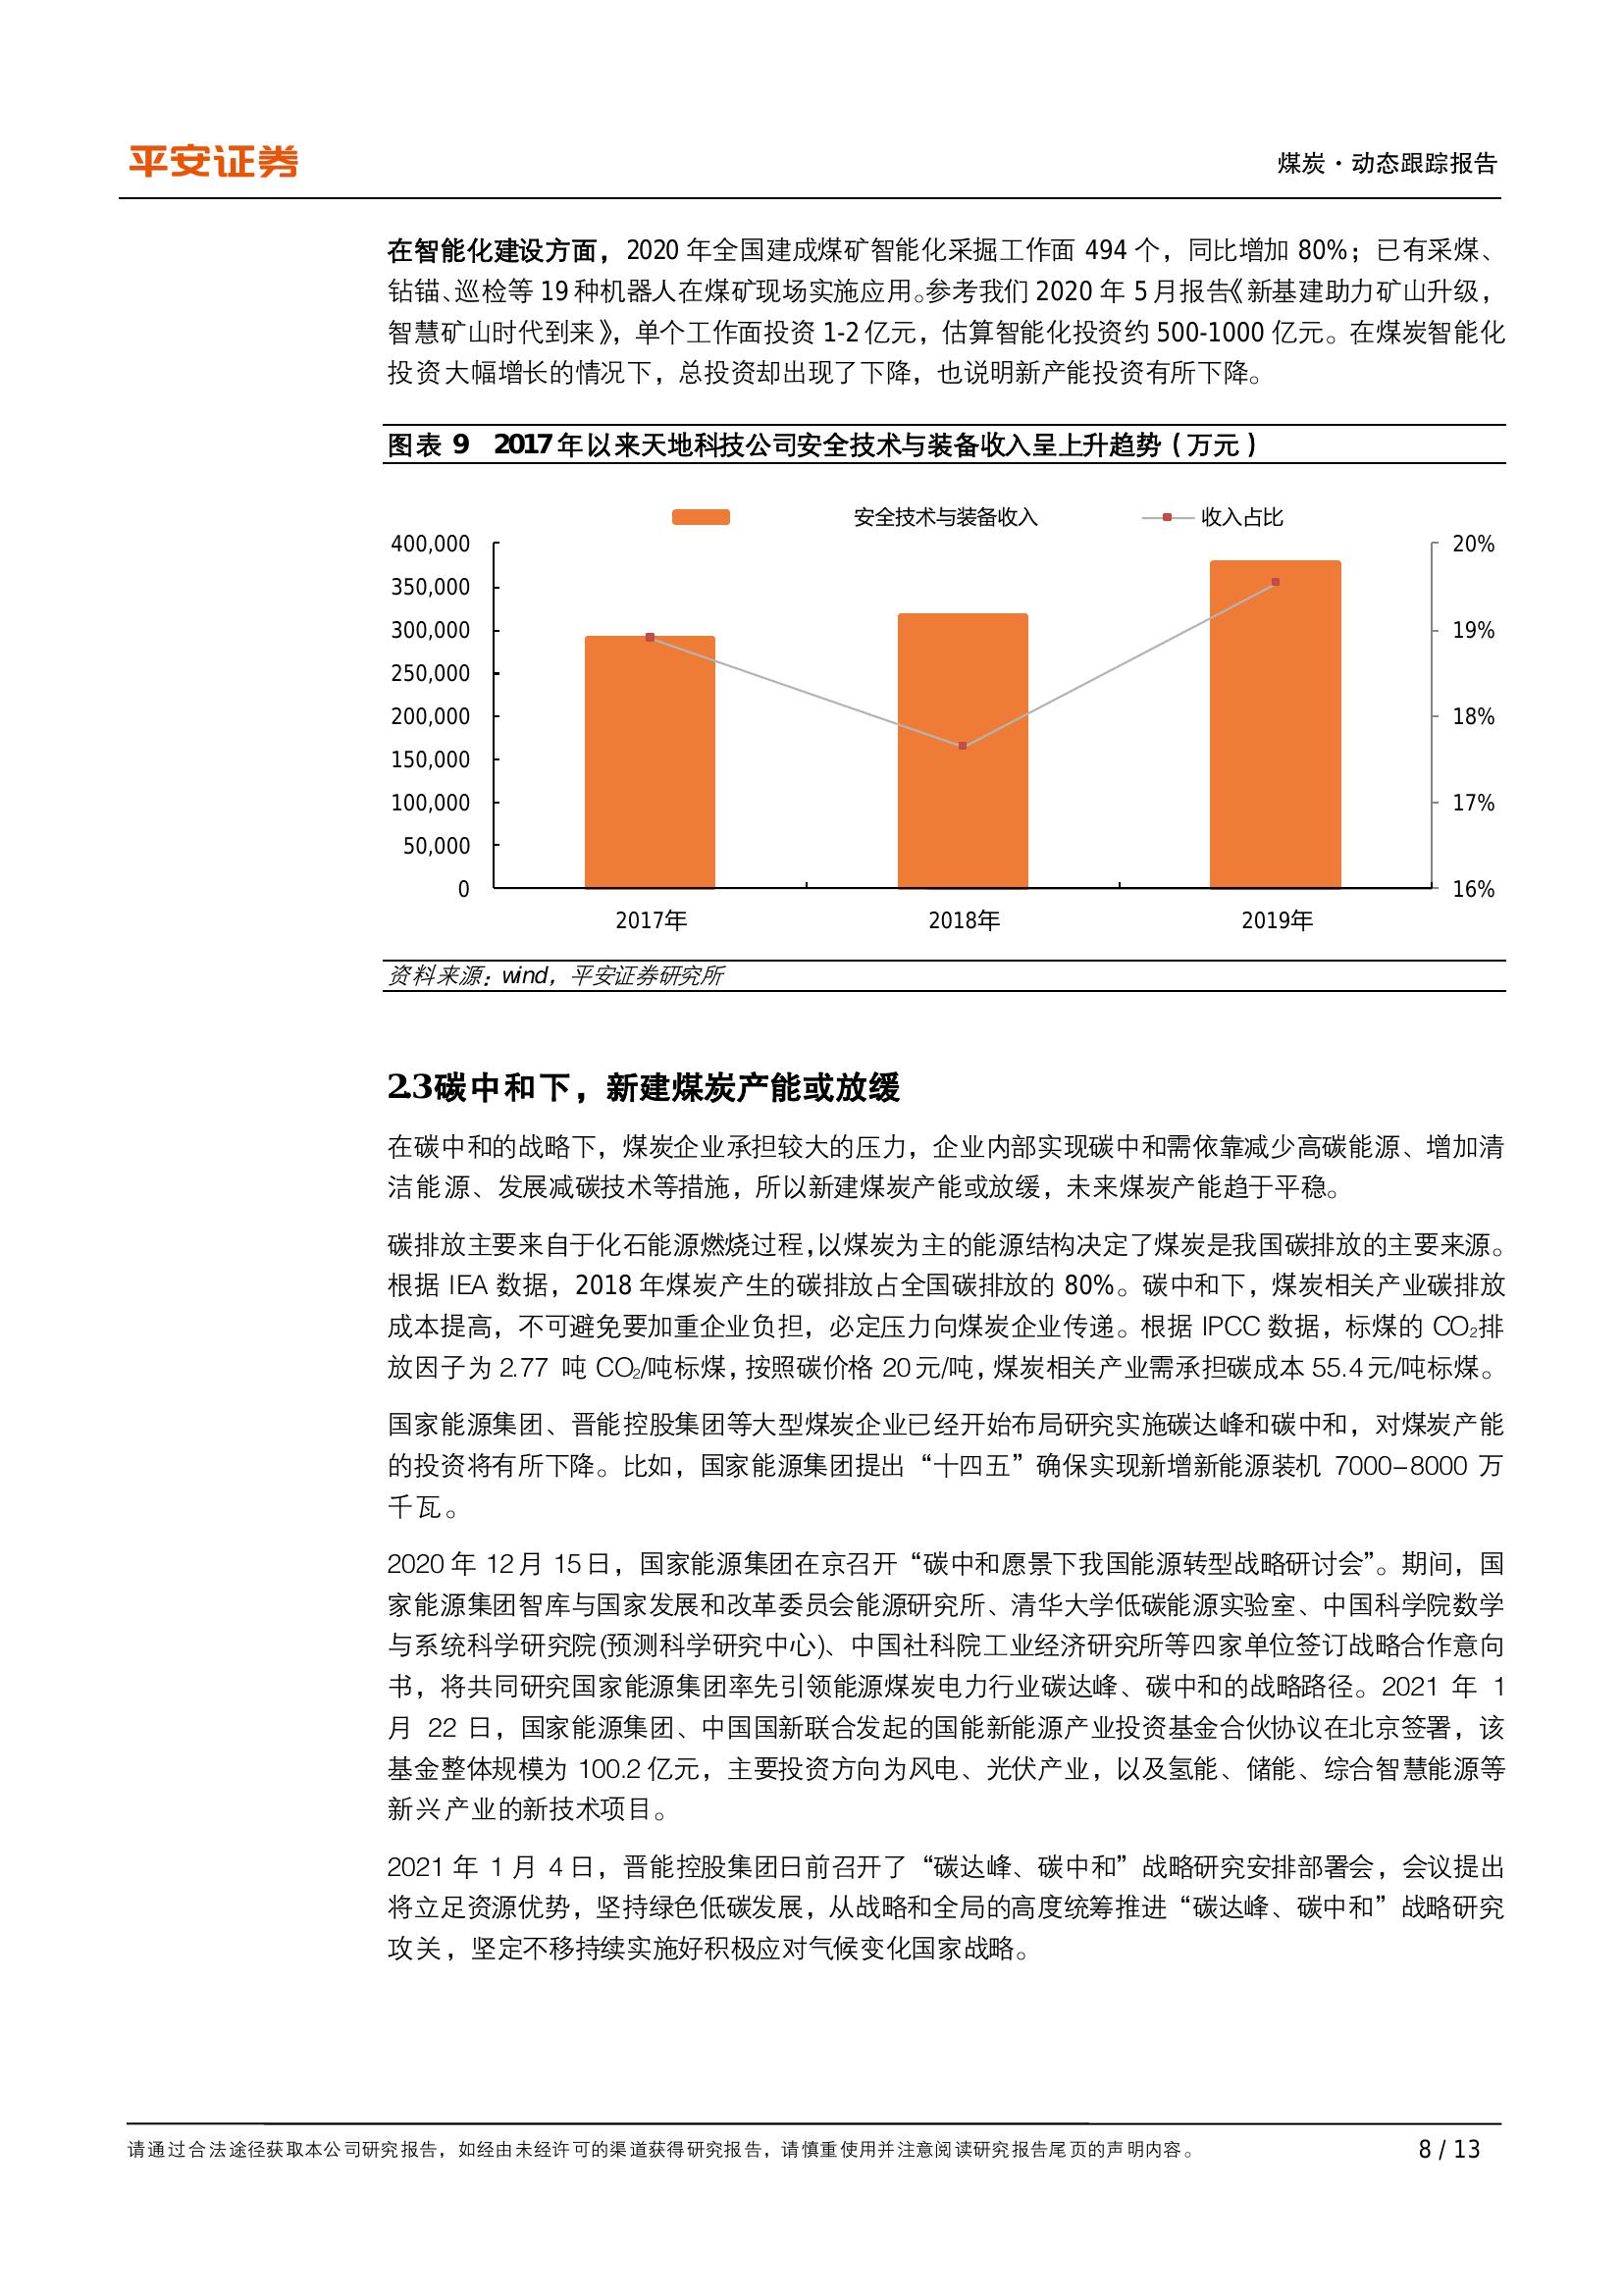 平安证券
煤炭·动态跟踪报告
在智能化建设方面，2020 年全国建成煤矿智能化采掘工作面 494 个，同比增加 80%；已有采煤、
钻锚、巡检等 19 种机器人在煤矿现场实施应用。参考我们 2020 年 5 月报告《新基建助力矿山升级，
智慧矿山时代到来》，单个工作面投资 1-2 亿元，估算智能化投资约 500-1000 亿元。在煤炭智能化
投资大幅增长的情况下，总投资却出现了下降，也说明新产能投资有所下降。
图表 9 2017年以来天地科技公司安全技术与装备收入呈上升趋势（万元）
安全技术与装备收入 收入占比
400,000
350,000
300,000
250,000
200,000
150,000
100,000
50,000
0
20%
19%
18%
17%
16%
2017年 2018年 2019年
资料来源：wind，平安证券研究所
2.3碳中和下，新建煤炭产能或放缓
在碳中和的战略下，煤炭企业承担较大的压力，企业内部实现碳中和需依靠减少高碳能源、增加清
洁能源、发展减碳技术等措施，所以新建煤炭产能或放缓，未来煤炭产能趋于平稳。
碳排放主要来自于化石能源燃烧过程，以煤炭为主的能源结构决定了煤炭是我国碳排放的主要来源。
根据 IEA 数据，2018 年煤炭产生的碳排放占全国碳排放的 80%。碳中和下，煤炭相关产业碳排放
成本提高，不可避免要加重企业负担，必定压力向煤炭企业传递。根据 IPCC 数据，标煤的 CO₂排
放因子为 2.77 吨 CO₂/吨标煤，按照碳价格 20 元/吨，煤炭相关产业需承担碳成本 55.4 元/吨标煤。
国家能源集团、晋能控股集团等大型煤炭企业已经开始布局研究实施碳达峰和碳中和，对煤炭产能
的投资将有所下降。比如，国家能源集团提出“十四五”确保实现新增新能源装机 7000–8000 万
千瓦。
2020 年 12 月 15 日，国家能源集团在京召开“碳中和愿景下我国能源转型战略研讨会”。期间，国
家能源集团智库与国家发展和改革委员会能源研究所、清华大学低碳能源实验室、中国科学院数学
与系统科学研究院(预测科学研究中心)、中国社科院工业经济研究所等四家单位签订战略合作意向
书，将共同研究国家能源集团率先引领能源煤炭电力行业碳达峰、碳中和的战略路径。2021 年 1
月 22 日，国家能源集团、中国国新联合发起的国能新能源产业投资基金合伙协议在北京签署，该
基金整体规模为 100.2 亿元，主要投资方向为风电、光伏产业，以及氢能、储能、综合智慧能源等
新兴产业的新技术项目。
2021 年 1 月 4 日，晋能控股集团日前召开了“碳达峰、碳中和”战略研究安排部署会，会议提出
将立足资源优势，坚持绿色低碳发展，从战略和全局的高度统筹推进“碳达峰、碳中和”战略研究
攻关，坚定不移持续实施好积极应对气候变化国家战略。
请通过合法途径获取本公司研究报告，如经由未经许可的渠道获得研究报告，请慎重使用并注意阅读研究报告尾页的声明内容。
8 / 13